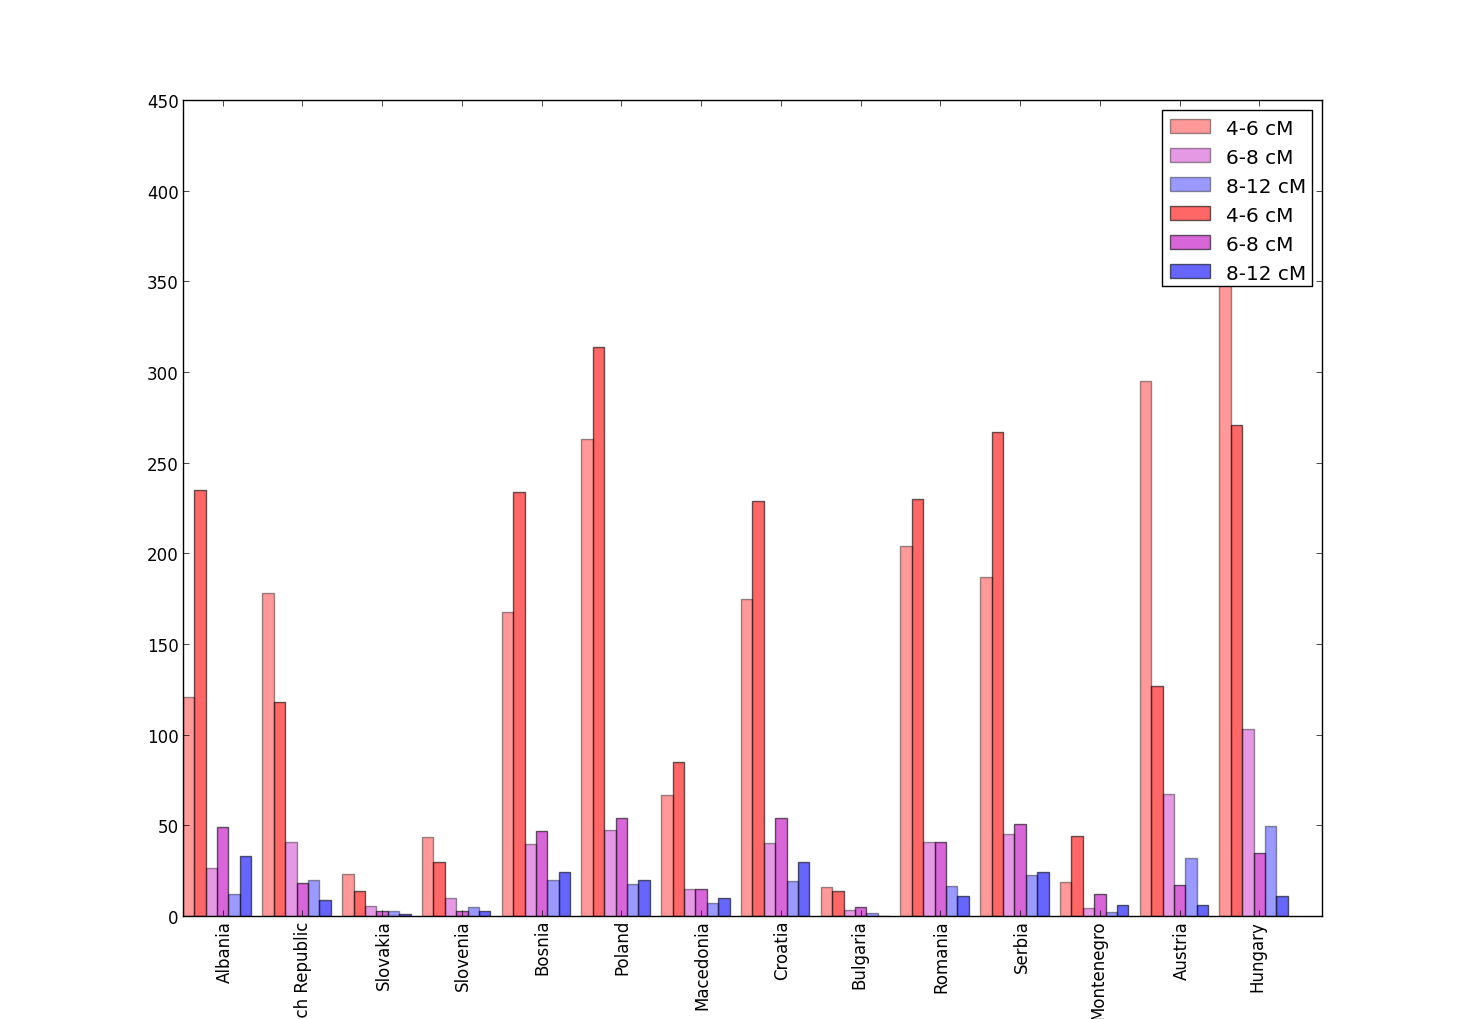 450
400
350
300
250
200
150
100
50
0
4-6 cM
6-8 cM
8-12 cM
4-6 cM
6-8 cM
8-12 cM
Albania
ch Republic
Slovakia
Slovenia
Bosnia
Poland
Macedonia
Croatia
Bulgaria
Romania
Serbia
Montenegro
Austria
Hungary